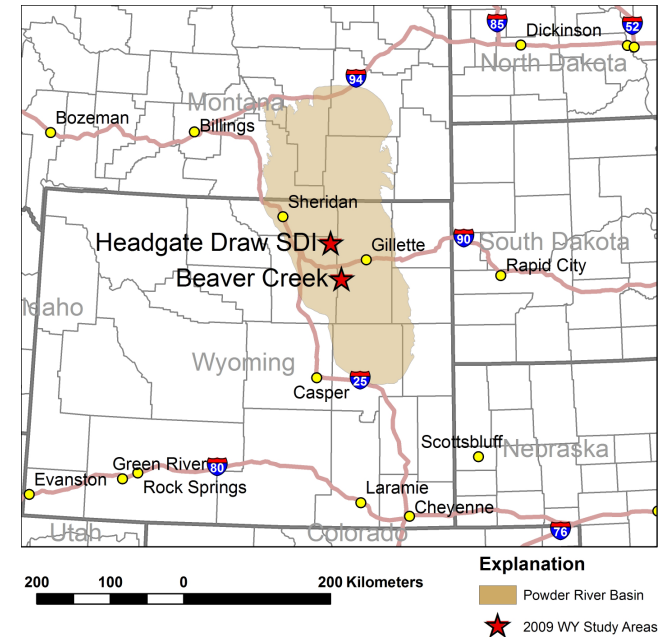 85
52
Dickinson
North Dakota
94
Montana
Bozeman
Billings
Sheridan
Headgate Draw SDI
Gillette
90
South Dakota
Rapid City
Beaver Creek
Idaho
Wyoming
25
Casper
Scottsbluff
Nebraska
Green River
80
Evanston
Rock Springs
Laramie
Cheyenne
Utah
Colorado
76
Explanation
200 100 0 200 Kilometers
Powder River Basin
2009 WY Study Areas